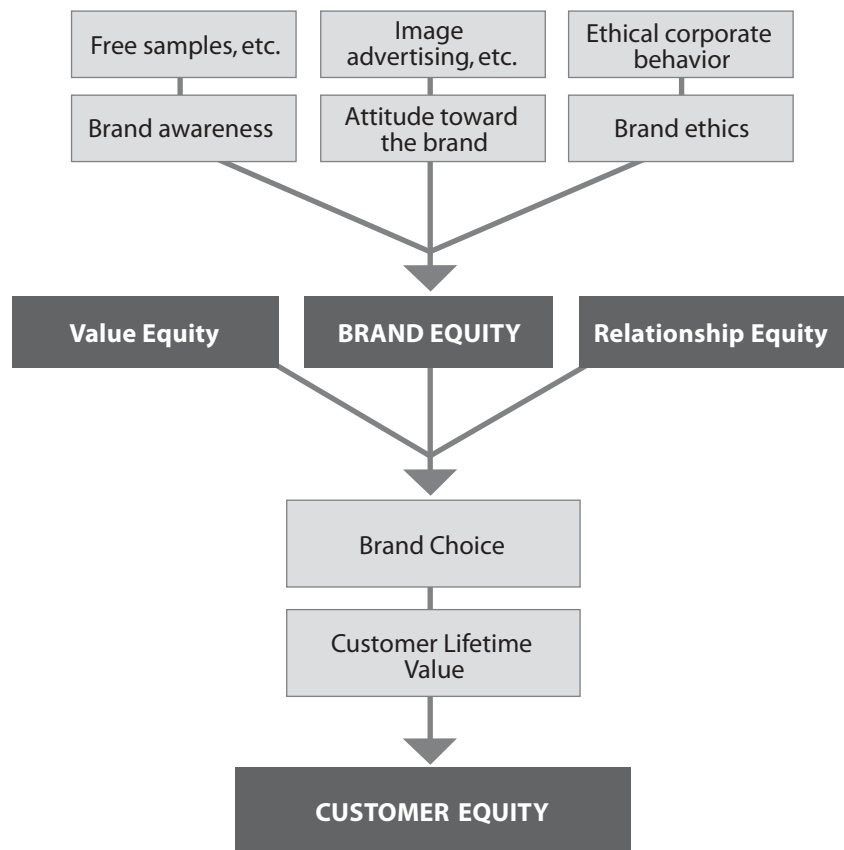 Free samples, etc.
Image
advertising, etc.
Ethical corporate
behavior
Brand awareness
Attitude toward
the brand
Brand ethics
Value Equity
BRAND EQUITY
Relationship Equity
Brand Choice
Customer Lifetime
Value
CUSTOMER EQUITY